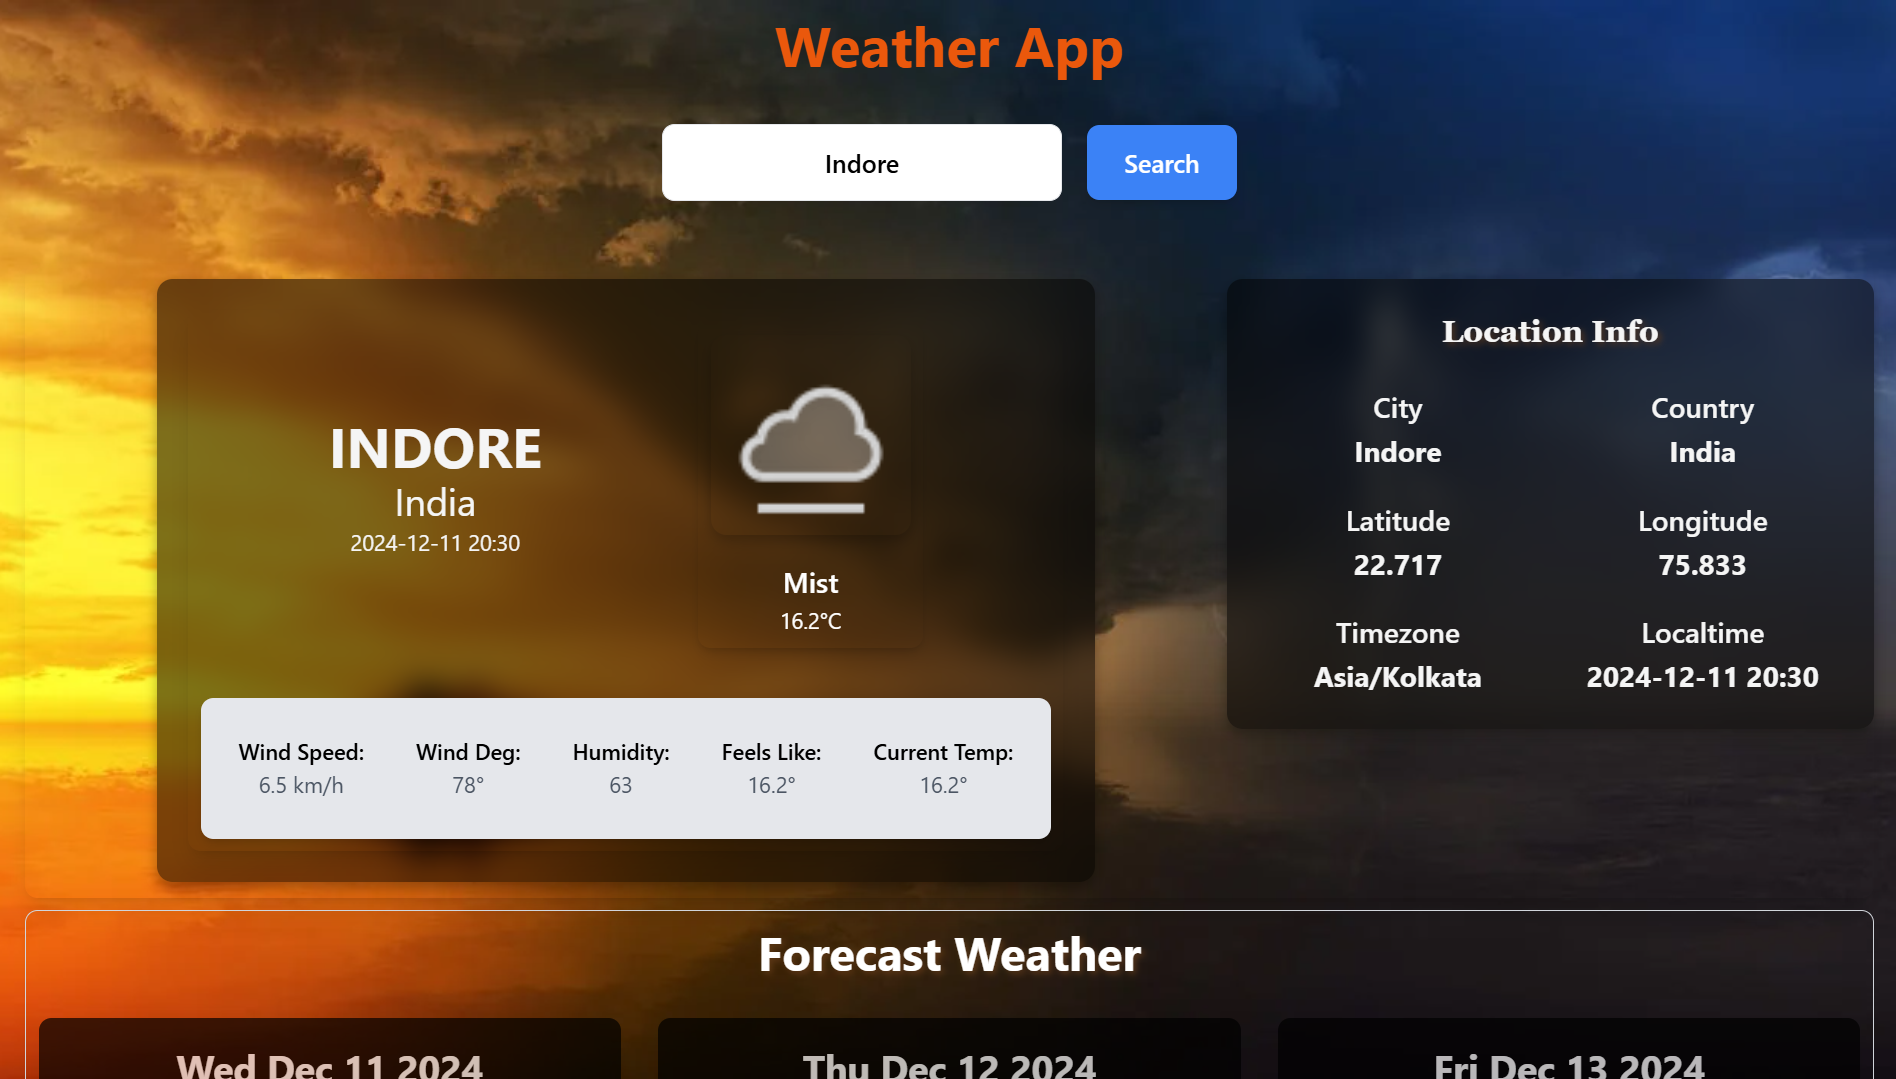 Weather App
Indore
Search
INDORE
India
2024-12-11 20:30
Mist
16.2°C
Wind Speed: Wind Deg: Humidity: Feels Like: Current Temp:
6.5 km/h 78° 63 16.2° 16.2°
Location Info
City Country
Indore India
Latitude Longitude
22.717 75.833
Timezone Localtime
Asia/Kolkata 2024-12-11 20:30
Forecast Weather
Wed Dec 11 2024 Thu Dec 12 2024 Fri Dec 13 2024